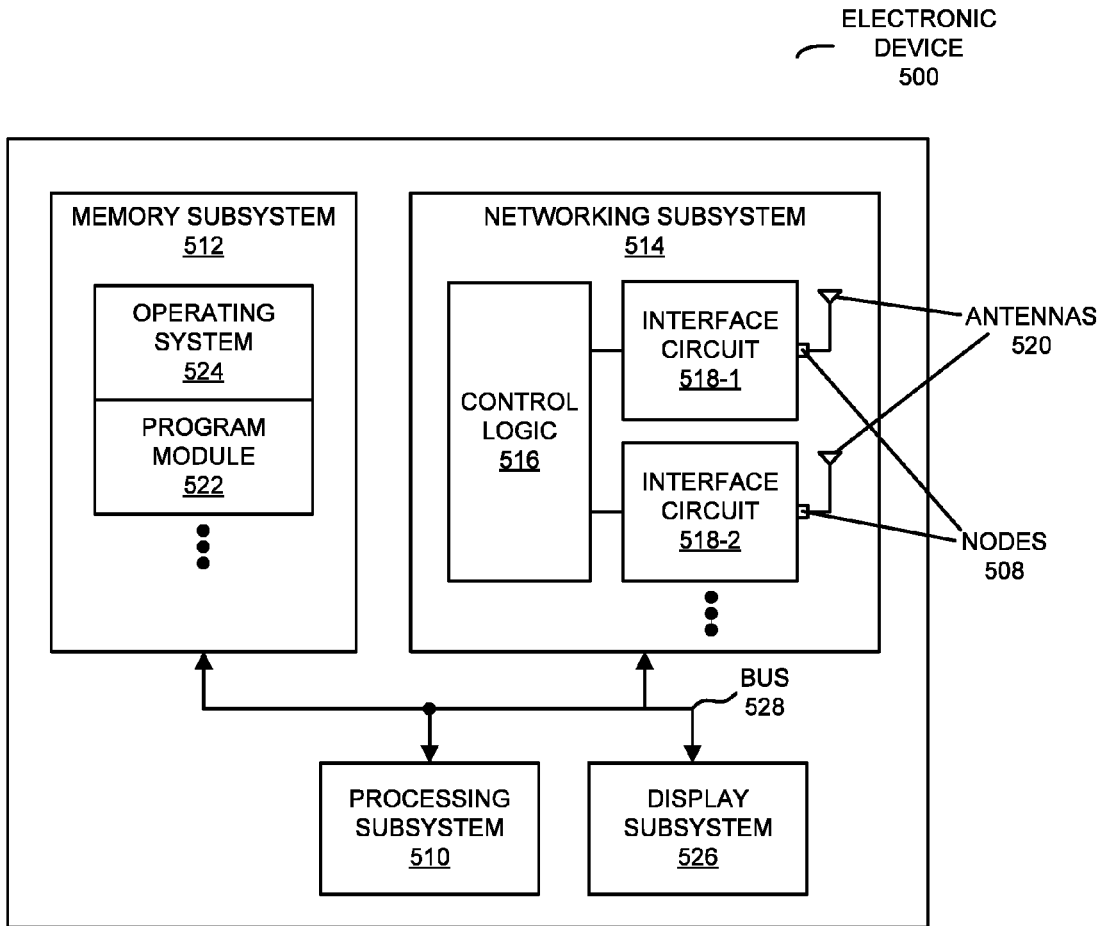 ELECTRONIC
DEVICE
500
MEMORY SUBSYSTEM
512
OPERATING
SYSTEM
524
PROGRAM
MODULE
522
NETWORKING SUBSYSTEM
514
CONTROL
LOGIC
516
INTERFACE
CIRCUIT
518-1
INTERFACE
CIRCUIT
518-2
ANTENNAS
520
NODES
508
BUS
528
PROCESSING
SUBSYSTEM
510
DISPLAY
SUBSYSTEM
526